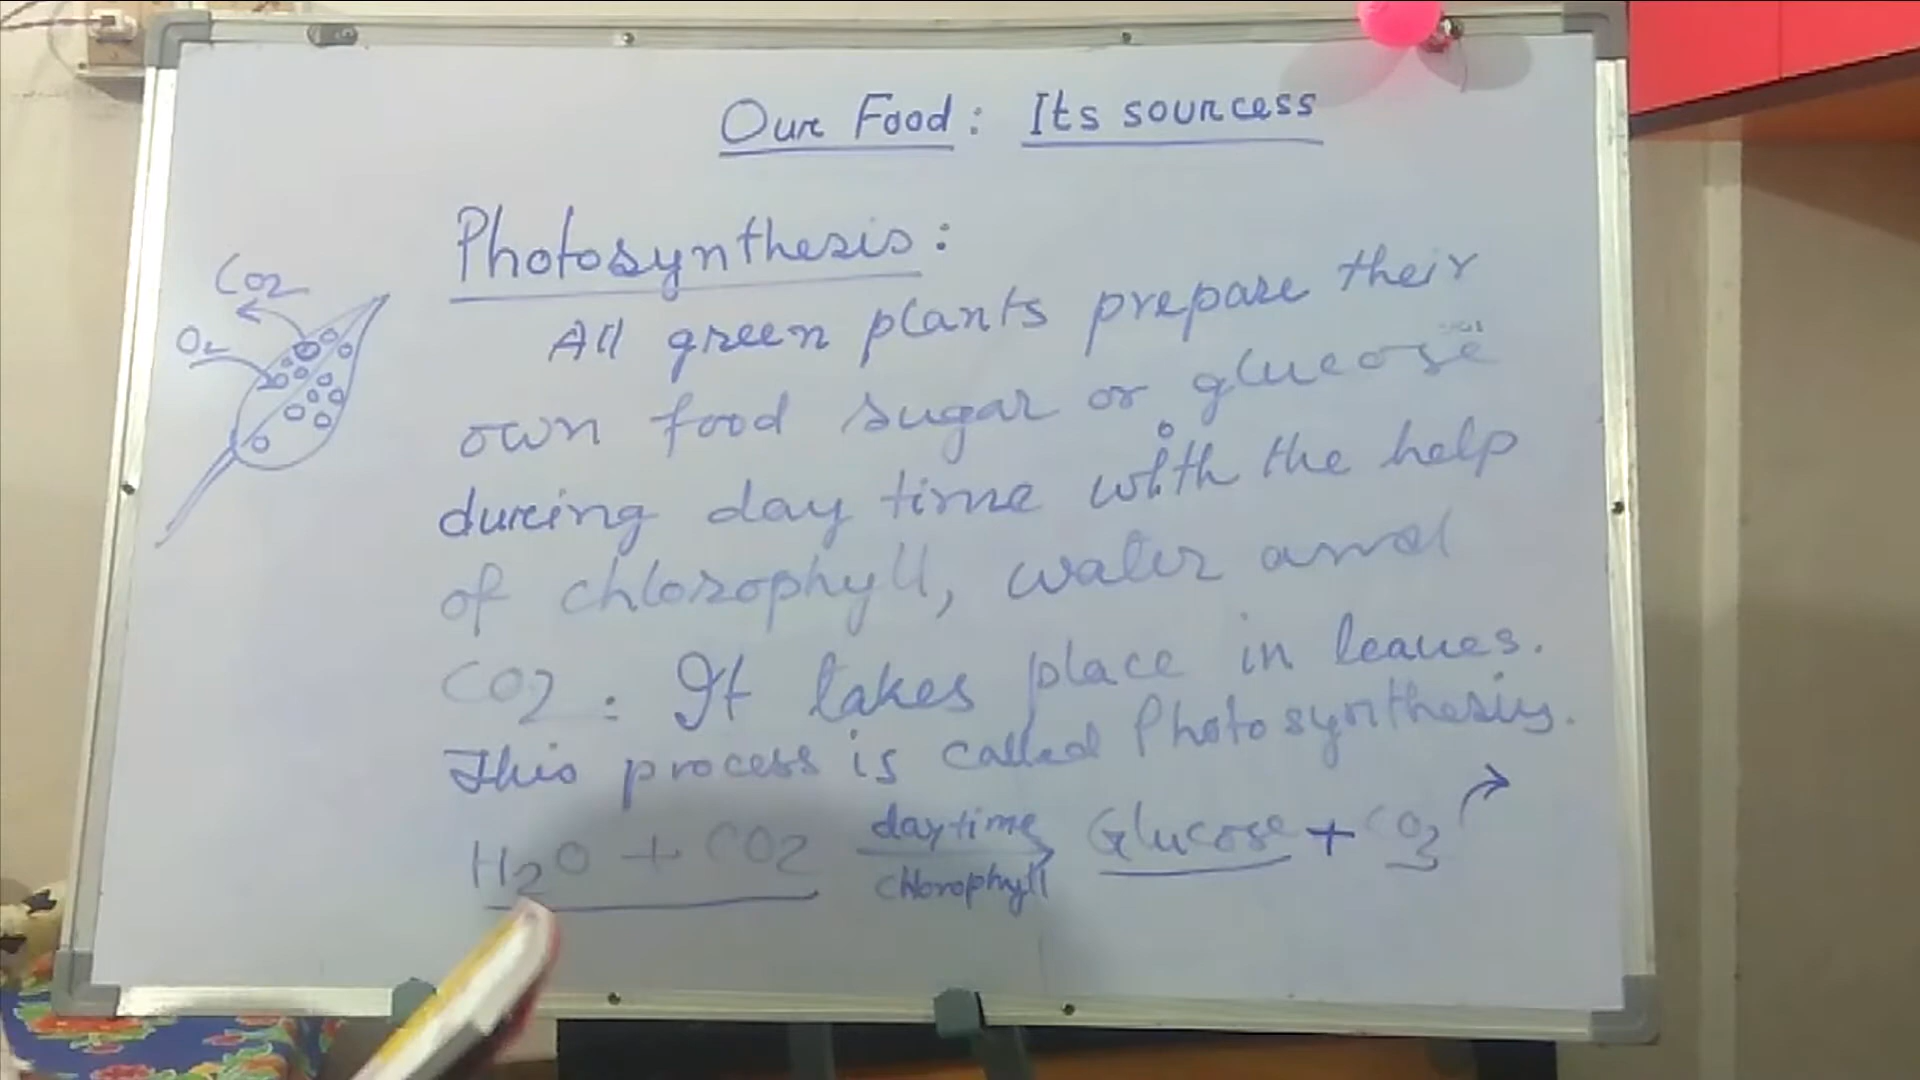 Our Food: Its sourcess
Photosynthesis:
CO2
O2
All green plants prepare their
own food sugar or glucose
during day time with the help
of chlorophyll, water and
CO2. It takes place in leaves.
This process is called Photosynthesis.
H2O + CO2 daytime Glucose + CO2
chlorophyll